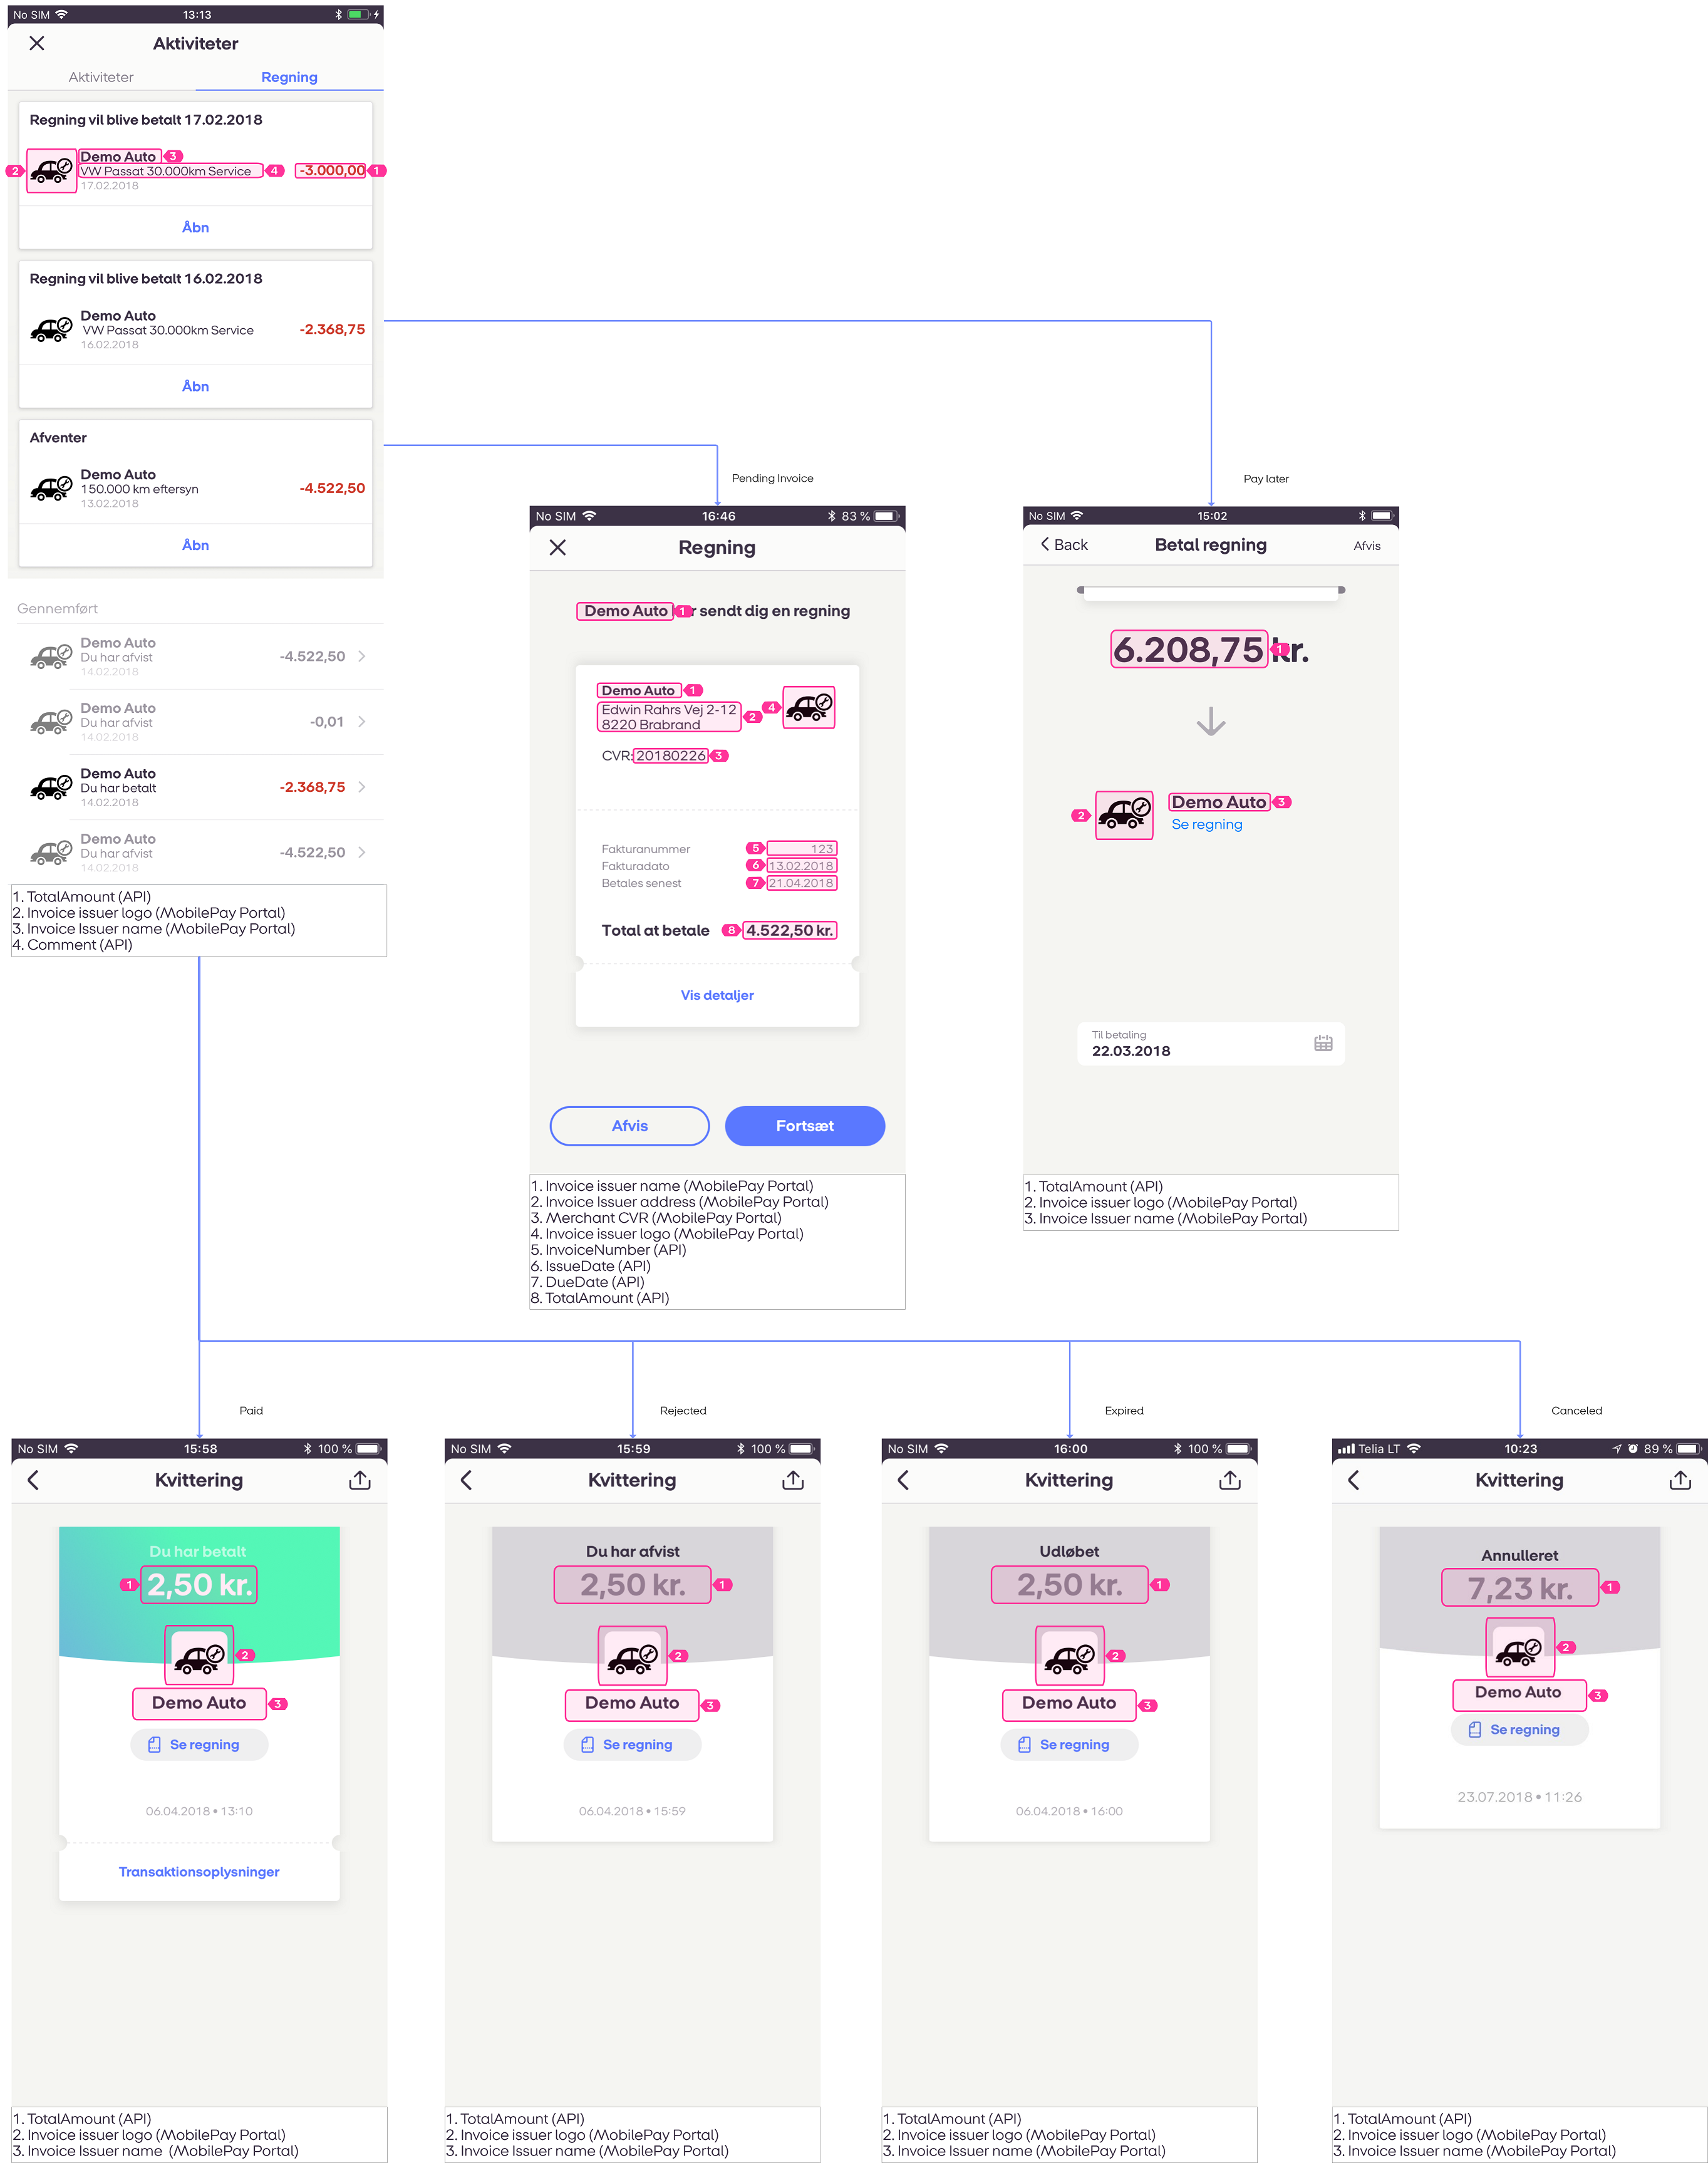 No SIM 13:13
Aktiviteter
Aktiviteter Regning
Regning vil blive betalt 17.02.2018
Demo Auto 3
2 VW Passat 30.000km Service 4 -3.000,00 1
17.02.2018
Åbn
Regning vil blive betalt 16.02.2018
Demo Auto
VW Passat 30.000km Service -2.368,75
16.02.2018
Åbn
Afventer
Demo Auto
150.000 km eftersyn -4.522,50
13.02.2018
Åbn
Gennemført
Demo Auto
Du har afvist -4.522,50
14.02.2018
Demo Auto
Du har afvist -0,01
14.02.2018
Demo Auto
Du har betalt -2.368,75
14.02.2018
Demo Auto
Du har afvist -4.522,50
14.02.2018
1. TotalAmount (API)
2. Invoice issuer logo (MobilePay Portal)
3. Invoice Issuer name (MobilePay Portal)
4. Comment (API)
Pending Invoice
No SIM 16:46 83 %
Regning
Demo Auto 1 r sendt dig en regning
Demo Auto 1
Edwin Rahrs Vej 2-12
8220 Brabrand 2 4
CVR: 20180226 3
Fakturanummer 5 123
Fakturadato 6 13.02.2018
Betales senest 7 21.04.2018
Total at betale 8 4.522,50 kr.
Vis detaljer
Afvis Fortsæt
1. Invoice issuer name (MobilePay Portal)
2. Invoice Issuer address (MobilePay Portal)
3. Merchant CVR (MobilePay Portal)
4. Invoice issuer logo (MobilePay Portal)
5. InvoiceNumber (API)
6. IssueDate (API)
7. DueDate (API)
8. TotalAmount (API)
Pay later
No SIM 15:02
Back Betal regning Afvis
6.208,75 1 kr.
2 Demo Auto 3
Se regning
Til betaling
22.03.2018
1. TotalAmount (API)
2. Invoice issuer logo (MobilePay Portal)
3. Invoice Issuer name (MobilePay Portal)
Paid
No SIM 15:58 100 %
Kvittering
Du har betalt
1 2,50 kr.
2
Demo Auto 3
Se regning
06.04.2018 • 13:10
Transaktionsoplysninger
1. TotalAmount (API)
2. Invoice issuer logo (MobilePay Portal)
3. Invoice Issuer name (MobilePay Portal)
Rejected
No SIM 15:59 100 %
Kvittering
Du har afvist
2,50 kr. 1
2
Demo Auto 3
Se regning
06.04.2018 • 15:59
1. TotalAmount (API)
2. Invoice issuer logo (MobilePay Portal)
3. Invoice Issuer name (MobilePay Portal)
Expired
No SIM 16:00 100 %
Kvittering
Udløbet
2,50 kr. 1
2
Demo Auto 3
Se regning
06.04.2018 • 16:00
1. TotalAmount (API)
2. Invoice issuer logo (MobilePay Portal)
3. Invoice Issuer name (MobilePay Portal)
Canceled
Telia LT 10:23 89 %
Kvittering
Annulleret
7,23 kr. 1
2
Demo Auto 3
Se regning
23.07.2018 • 11:26
1. TotalAmount (API)
2. Invoice issuer logo (MobilePay Portal)
3. Invoice Issuer name (MobilePay Portal)